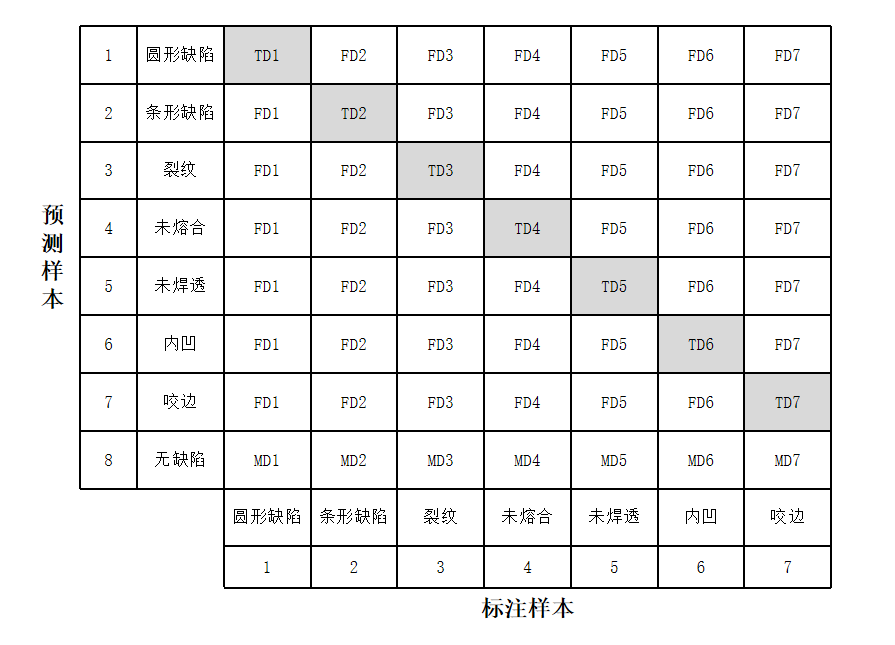 1 圆形缺陷 TD1 FD2 FD3 FD4 FD5 FD6 FD7
2 条形缺陷 FD1 TD2 FD3 FD4 FD5 FD6 FD7
3 裂纹 FD1 FD2 TD3 FD4 FD5 FD6 FD7
4 未熔合 FD1 FD2 FD3 TD4 FD5 FD6 FD7
5 未焊透 FD1 FD2 FD3 FD4 TD5 FD6 FD7
6 内凹 FD1 FD2 FD3 FD4 FD5 TD6 FD7
7 咬边 FD1 FD2 FD3 FD4 FD5 FD6 TD7
8 无缺陷 MD1 MD2 MD3 MD4 MD5 MD6 MD7
圆形缺陷 条形缺陷 裂纹 未熔合 未焊透 内凹 咬边
1 2 3 4 5 6 7
预测样本
标注样本